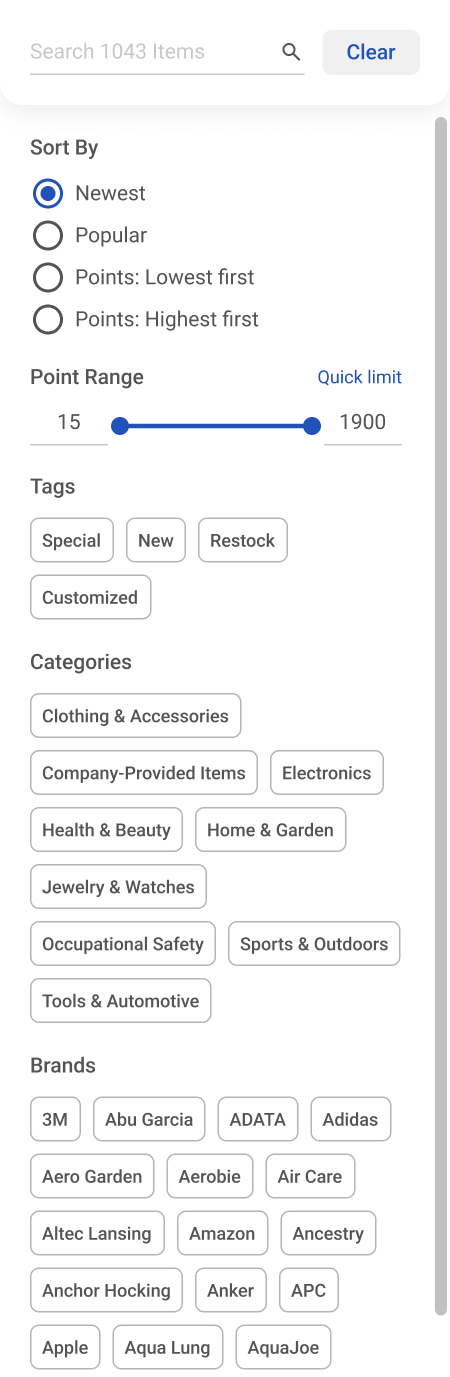 Search 1043 Items Clear
Sort By
Newest
Popular
Points: Lowest first
Points: Highest first
Point Range Quick limit
15 1900
Tags
Special New Restock
Customized
Categories
Clothing & Accessories
Company-Provided Items Electronics
Health & Beauty Home & Garden
Jewelry & Watches
Occupational Safety Sports & Outdoors
Tools & Automotive
Brands
3M Abu Garcia ADATA Adidas
Aero Garden Aerobie Air Care
Altec Lansing Amazon Ancestry
Anchor Hocking Anker APC
Apple Aqua Lung AquaJoe